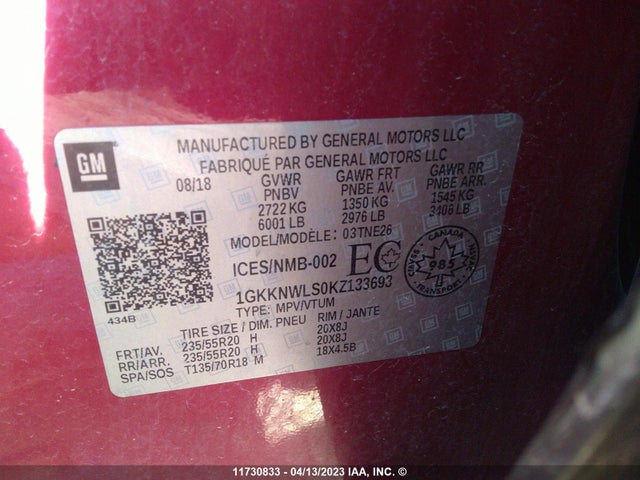 GM
MANUFACTURED BY GENERAL MOTORS LLC
FABRIQUÉ PAR GENERAL MOTORS LLC
08/18 GVWR GAWR FRT GAWR RR
PNBV PNBE AV. PNBE ARR.
2722 KG 1350 KG 1545 KG
6001 LB 2976 LB 3406 LB
MODEL/MODÈLE: 03TNE26
ICES/NMB-002 EC
CANADA
985
1GKKNWLS0KZ133693
434B
TYPE: MPV/VTUM
TIRE SIZE / DIM. PNEU RIM / JANTE
FRT/AV. 235/55R20 H 20X8J
RR/ARR. 235/55R20 H 20X8J
SPA/SOS T135/70R18 M 18X4.5B
11730833 - 04/13/2023 IAA, INC. ©